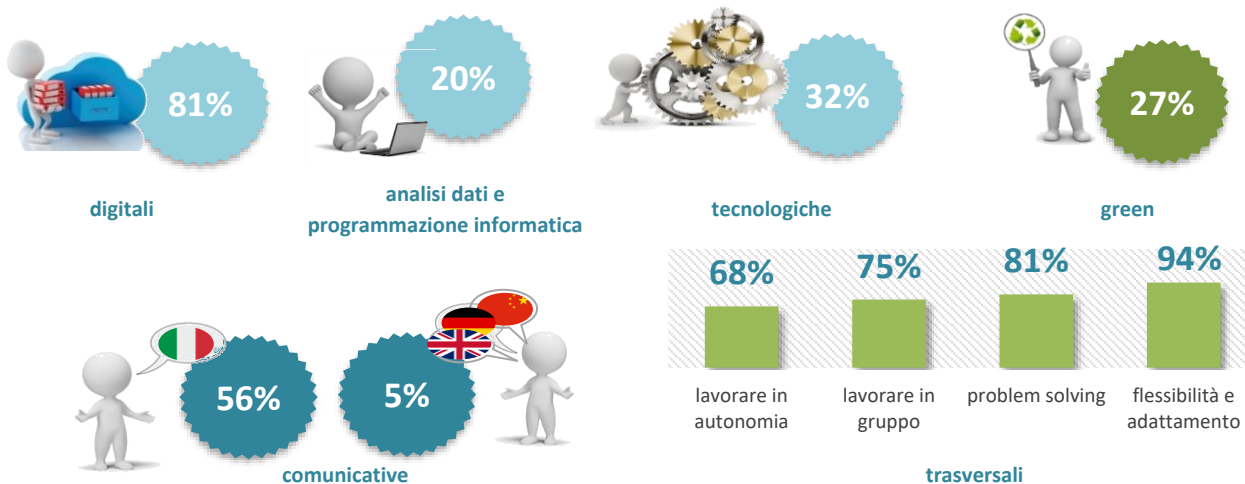 81%
20%
32%
27%
digitali
analisi dati e
programmazione informatica
tecnologiche
green
56%
5%
comunicative
68%
75%
81%
94%
lavorare in
autonomia
lavorare in
gruppo
problem solving
flessibilità e
adattamento
trasversali